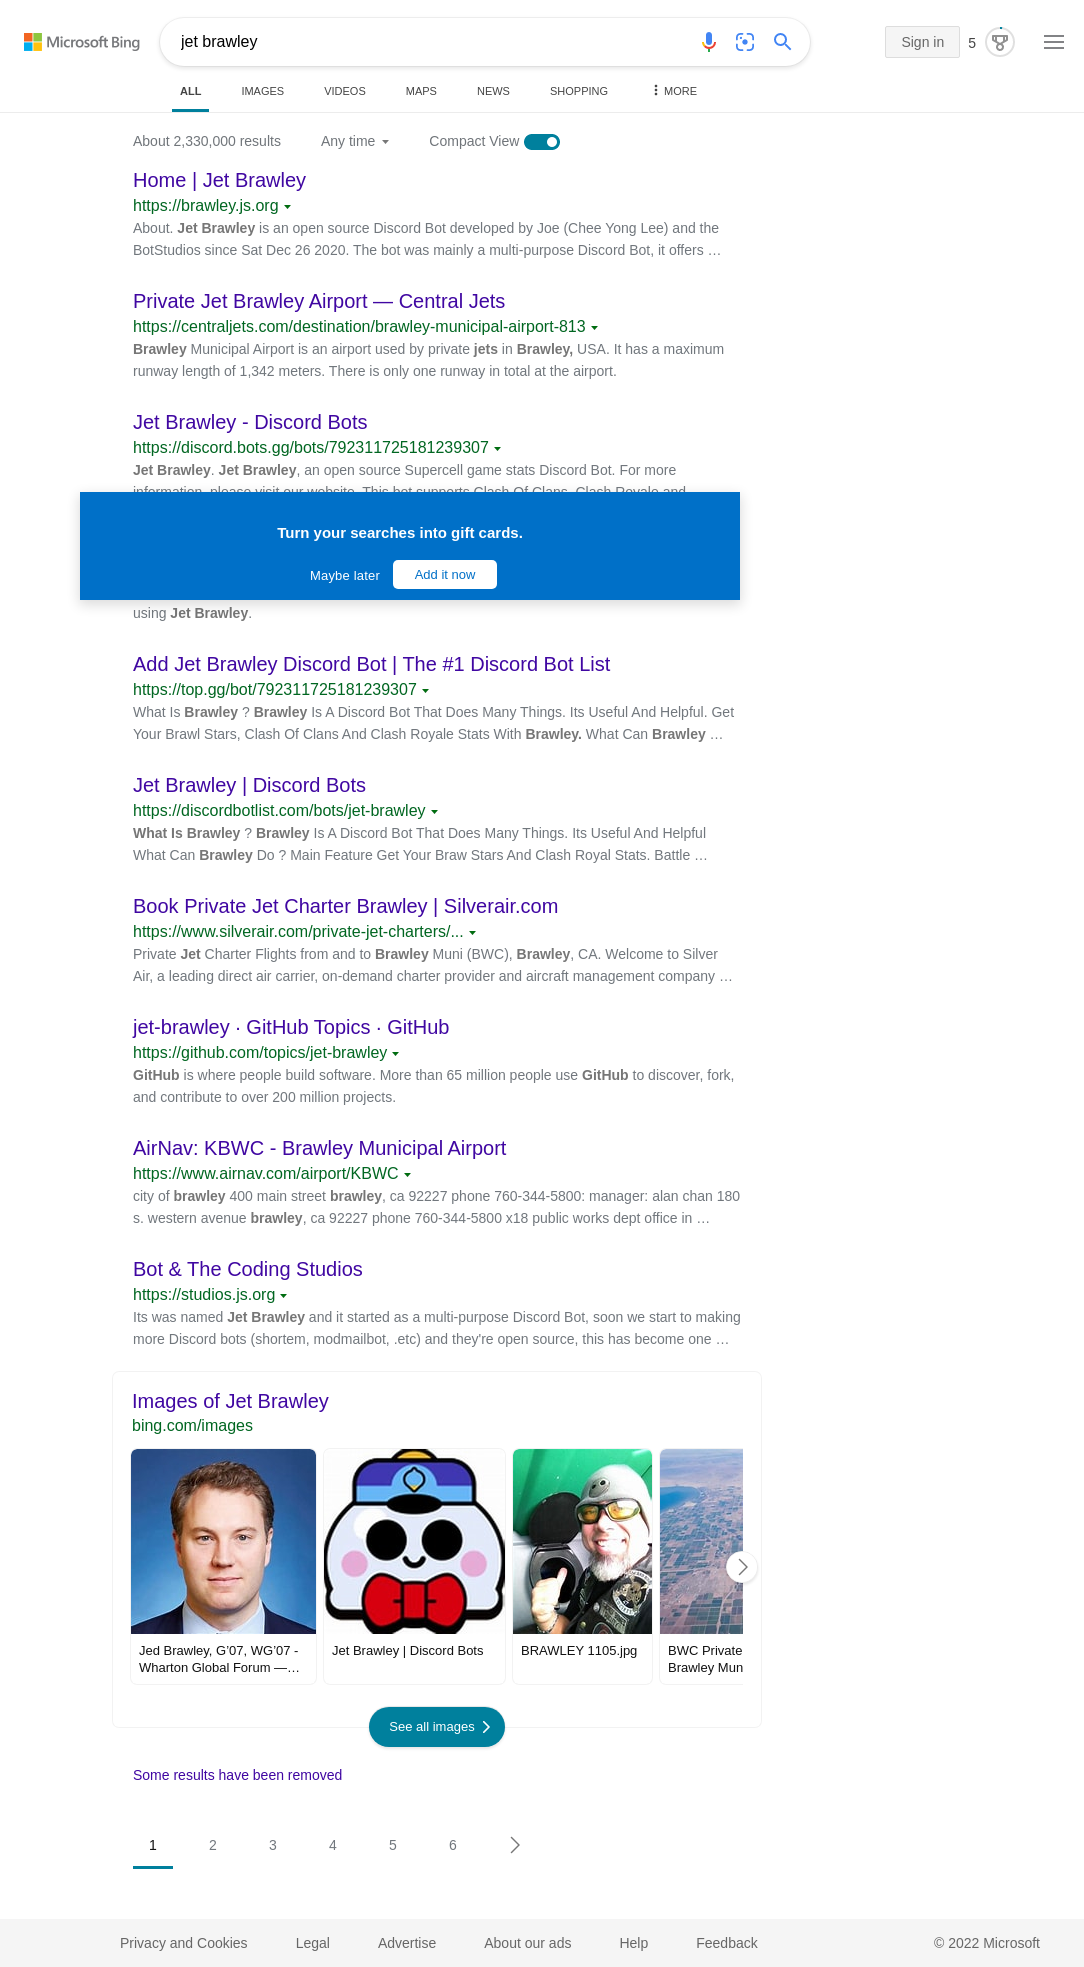 Microsoft Bing
jet brawley
Sign in
5
ALL
IMAGES
VIDEOS
MAPS
NEWS
SHOPPING
MORE
About 2,330,000 results
Any time
Compact View
Home | Jet Brawley
https://brawley.js.org
About. Jet Brawley is an open source Discord Bot developed by Joe (Chee Yong Lee) and the
BotStudios since Sat Dec 26 2020. The bot was mainly a multi-purpose Discord Bot, it offers …
Private Jet Brawley Airport — Central Jets
https://centraljets.com/destination/brawley-municipal-airport-813
Brawley Municipal Airport is an airport used by private jets in Brawley, USA. It has a maximum
runway length of 1,342 meters. There is only one runway in total at the airport.
Jet Brawley - Discord Bots
https://discord.bots.gg/bots/792311725181239307
Jet Brawley. Jet Brawley, an open source Supercell game stats Discord Bot. For more
information, please visit our website. This bot supports Clash Of Clans, Clash Royale and
Turn your searches into gift cards.
Maybe later
Add it now
using Jet Brawley.
Add Jet Brawley Discord Bot | The #1 Discord Bot List
https://top.gg/bot/792311725181239307
What Is Brawley ? Brawley Is A Discord Bot That Does Many Things. Its Useful And Helpful. Get
Your Brawl Stars, Clash Of Clans And Clash Royale Stats With Brawley. What Can Brawley …
Jet Brawley | Discord Bots
https://discordbotlist.com/bots/jet-brawley
What Is Brawley ? Brawley Is A Discord Bot That Does Many Things. Its Useful And Helpful
What Can Brawley Do ? Main Feature Get Your Braw Stars And Clash Royal Stats. Battle …
Book Private Jet Charter Brawley | Silverair.com
https://www.silverair.com/private-jet-charters/...
Private Jet Charter Flights from and to Brawley Muni (BWC), Brawley, CA. Welcome to Silver
Air, a leading direct air carrier, on-demand charter provider and aircraft management company …
jet-brawley · GitHub Topics · GitHub
https://github.com/topics/jet-brawley
GitHub is where people build software. More than 65 million people use GitHub to discover, fork,
and contribute to over 200 million projects.
AirNav: KBWC - Brawley Municipal Airport
https://www.airnav.com/airport/KBWC
city of brawley 400 main street brawley, ca 92227 phone 760-344-5800: manager: alan chan 180
s. western avenue brawley, ca 92227 phone 760-344-5800 x18 public works dept office in …
Bot & The Coding Studios
https://studios.js.org
Its was named Jet Brawley and it started as a multi-purpose Discord Bot, soon we start to making
more Discord bots (shortem, modmailbot, .etc) and they're open source, this has become one …
Images of Jet Brawley
bing.com/images
Jed Brawley, G’07, WG’07 -
Wharton Global Forum —…
Jet Brawley | Discord Bots
BRAWLEY 1105.jpg
BWC Private
Brawley Mun
See all images
Some results have been removed
1
2
3
4
5
6
Privacy and Cookies
Legal
Advertise
About our ads
Help
Feedback
© 2022 Microsoft